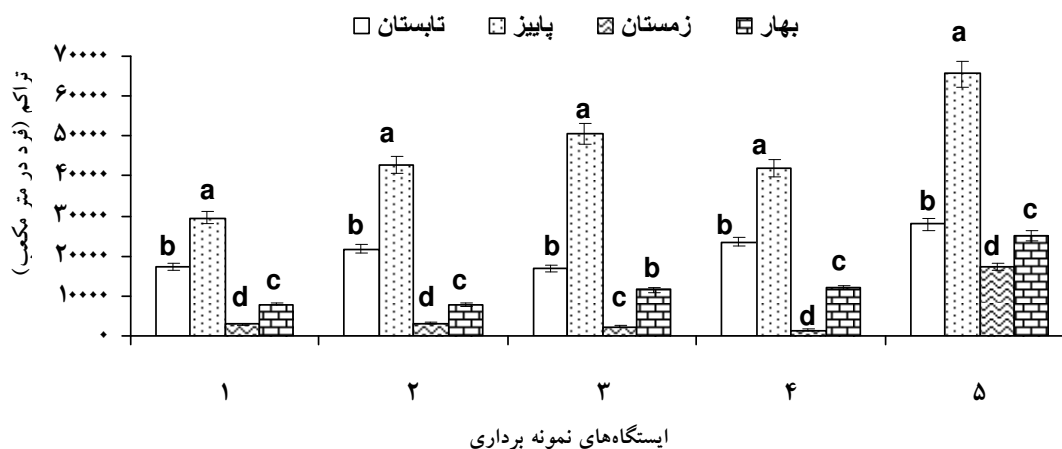 تابستان پاییز زمستان بهار
تراکم (فرد در متر مکعب)
۷۰۰۰۰
۶۰۰۰۰
۵۰۰۰۰
۴۰۰۰۰
۳۰۰۰۰
۲۰۰۰۰
۱۰۰۰۰
۰
b a d c
b a d c
b a c b
b a d c
b a d c
۱ ۲ ۳ ۴ ۵
ایستگاه‌های نمونه برداری